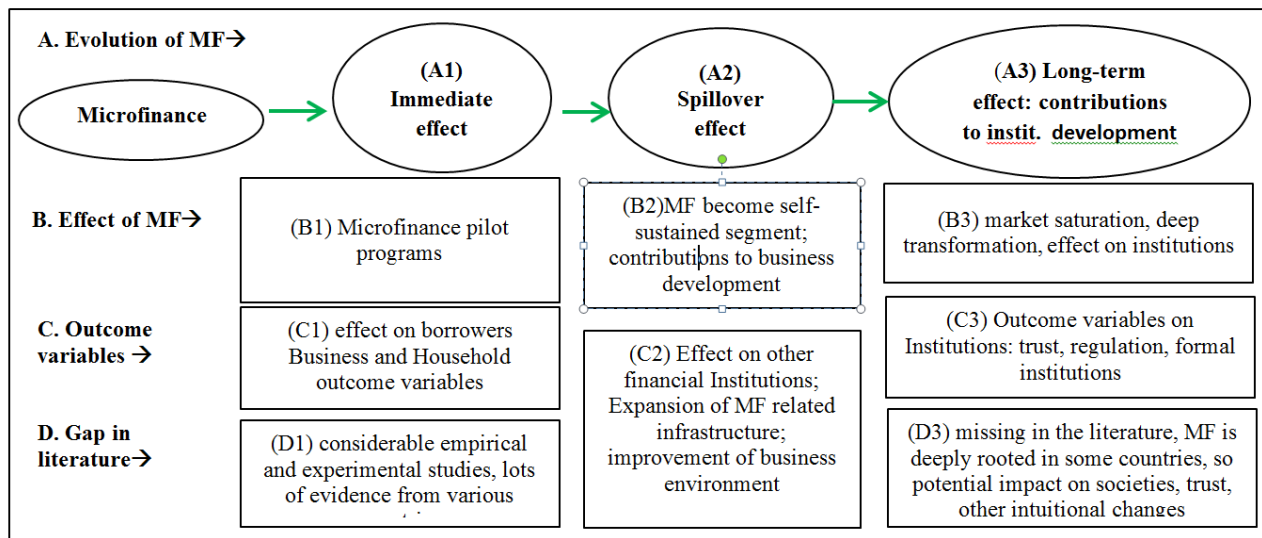 A. Evolution of MF→
Microfinance
(A1)
Immediate
effect
(A2)
Spillover
effect
(A3) Long-term
effect: contributions
to instit. development
B. Effect of MF→
(B1) Microfinance pilot
programs
(B2)MF become self-
sustained segment;
contributions to business
development
(B3) market saturation, deep
transformation, effect on institutions
C. Outcome
variables →
(C1) effect on borrowers
Business and Household
outcome variables
(C2) Effect on other
financial Institutions;
Expansion of MF related
infrastructure;
improvement of business
environment
(C3) Outcome variables on
Institutions: trust, regulation, formal
institutions
D. Gap in
literature→
(D1) considerable empirical
and experimental studies, lots
of evidence from various
(D3) missing in the literature, MF is
deeply rooted in some countries, so
potential impact on societies, trust,
other intuitional changes